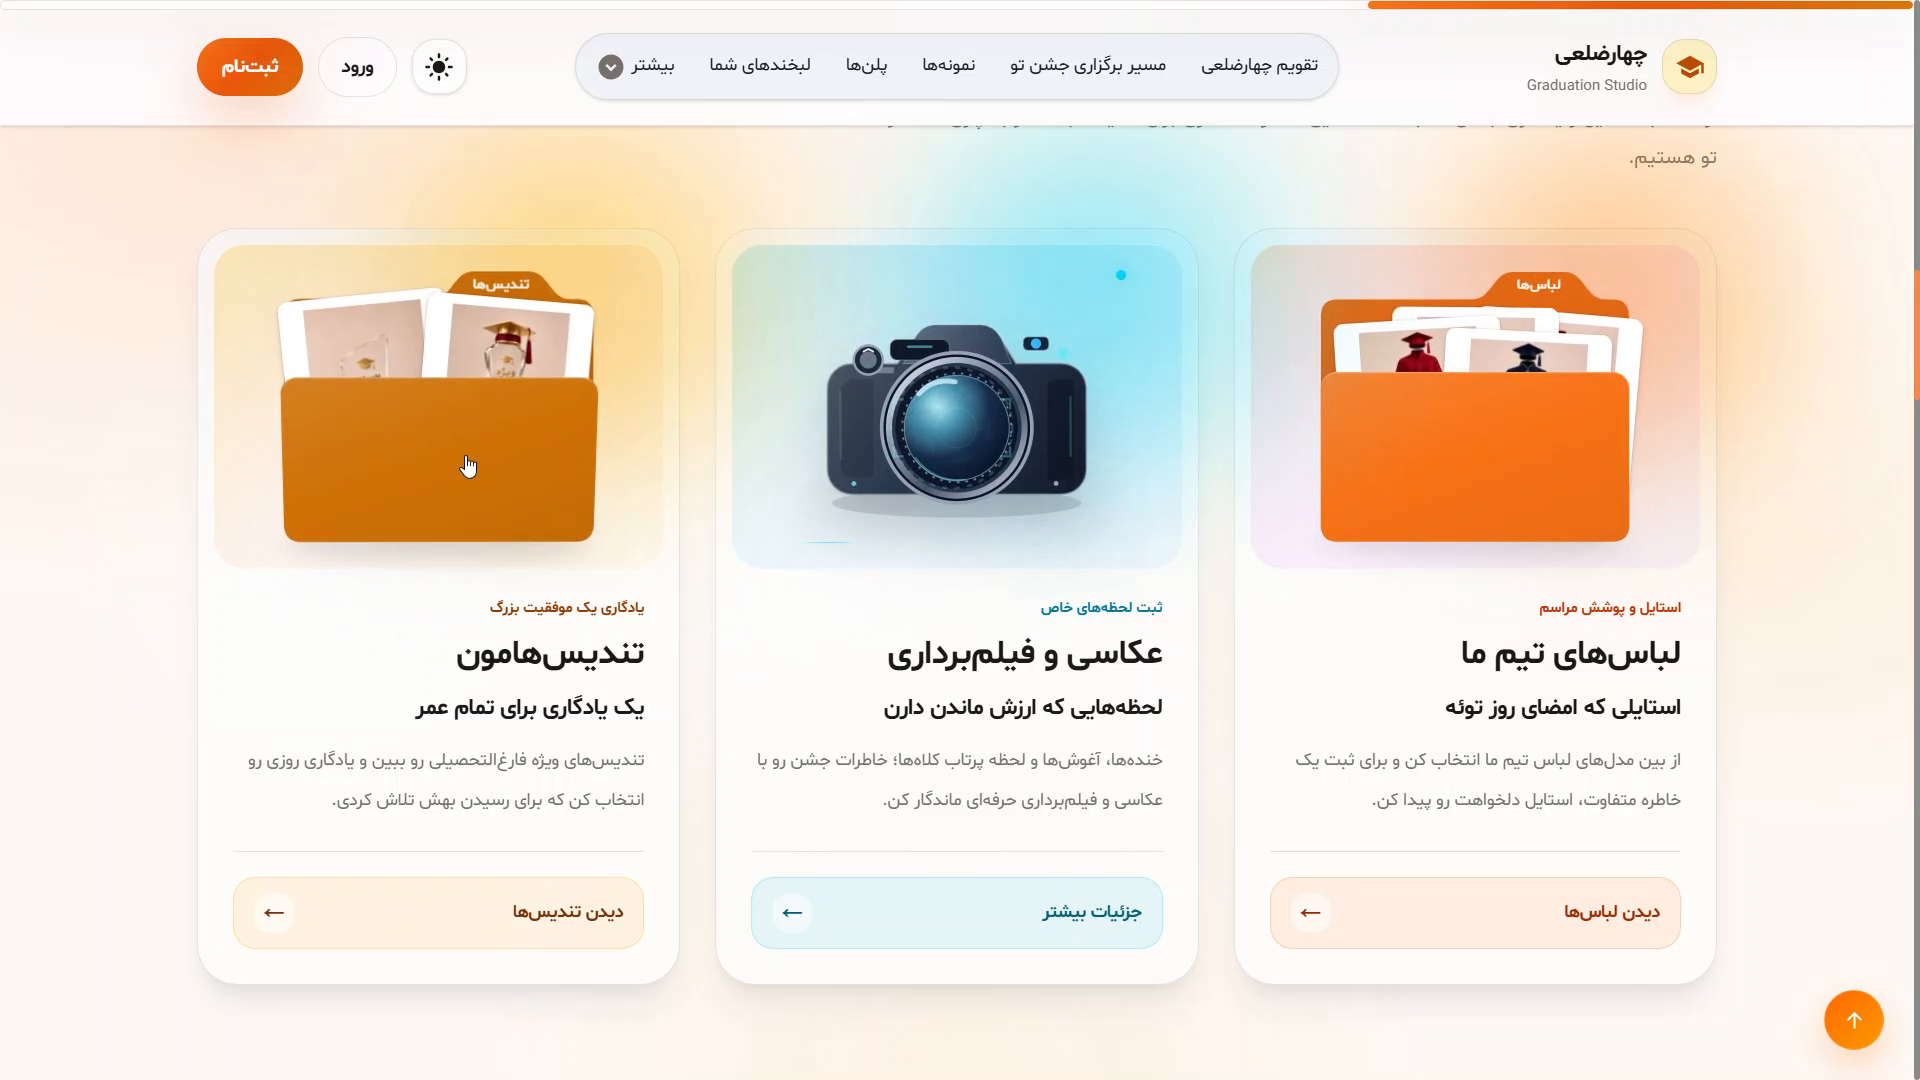 چهارضلعی
Graduation Studio
تقویم چهارضلعی
مسیر برگزاری جشن تو
نمونه‌ها
پلن‌ها
لبخندهای شما
بیشتر
ورود
ثبت‌نام
تو هستیم.
لباس‌ها
استایل و پوشش مراسم
لباس‌های تیم ما
استایلی که امضای روز توئه
از بین مدل‌های لباس تیم ما انتخاب کن و برای ثبت یک
خاطره متفاوت، استایل دلخواهت رو پیدا کن.
دیدن لباس‌ها
ثبت لحظه‌های خاص
عکاسی و فیلم‌برداری
لحظه‌هایی که ارزش ماندن دارن
خنده‌ها، آغوش‌ها و لحظه پرتاب کلاه‌ها؛ خاطرات جشن رو با
عکاسی و فیلم‌برداری حرفه‌ای ماندگار کن.
جزئیات بیشتر
تندیس‌ها
ویژه
یادگاری یک موفقیت بزرگ
تندیس‌هامون
یک یادگاری برای تمام عمر
تندیس‌های ویژه فارغ‌التحصیلی رو ببین و یادگاری روزی رو
انتخاب کن که برای رسیدن بهش تلاش کردی.
دیدن تندیس‌ها